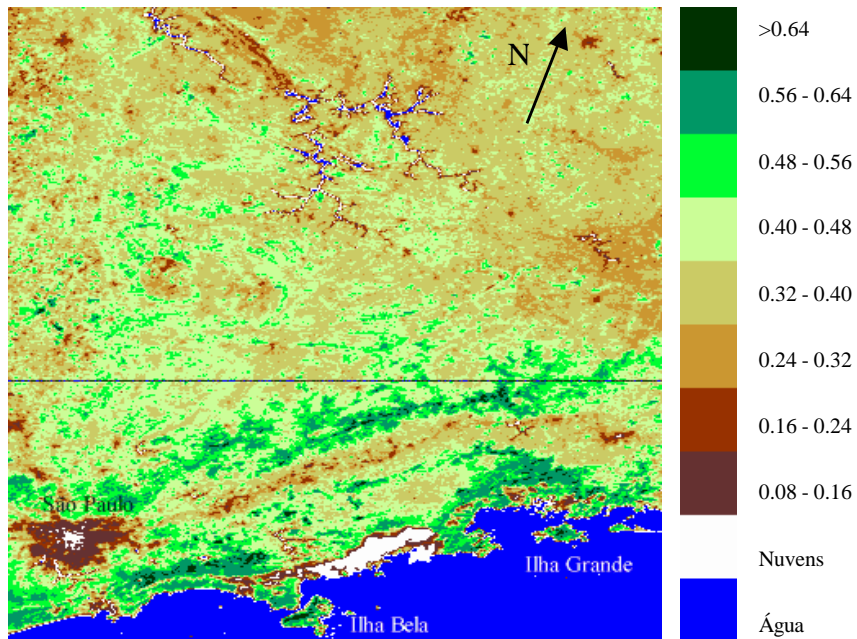 N
São Paulo
Ilha Grande
Ilha Bela
>0.64
0.56 - 0.64
0.48 - 0.56
0.40 - 0.48
0.32 - 0.40
0.24 - 0.32
0.16 - 0.24
0.08 - 0.16
Nuvens
Água